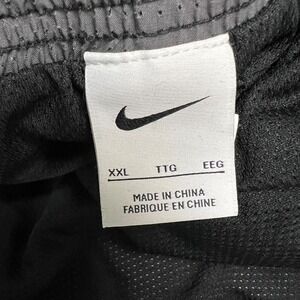 XXL TTG EEG
MADE IN CHINA
FABRIQUE EN CHINE